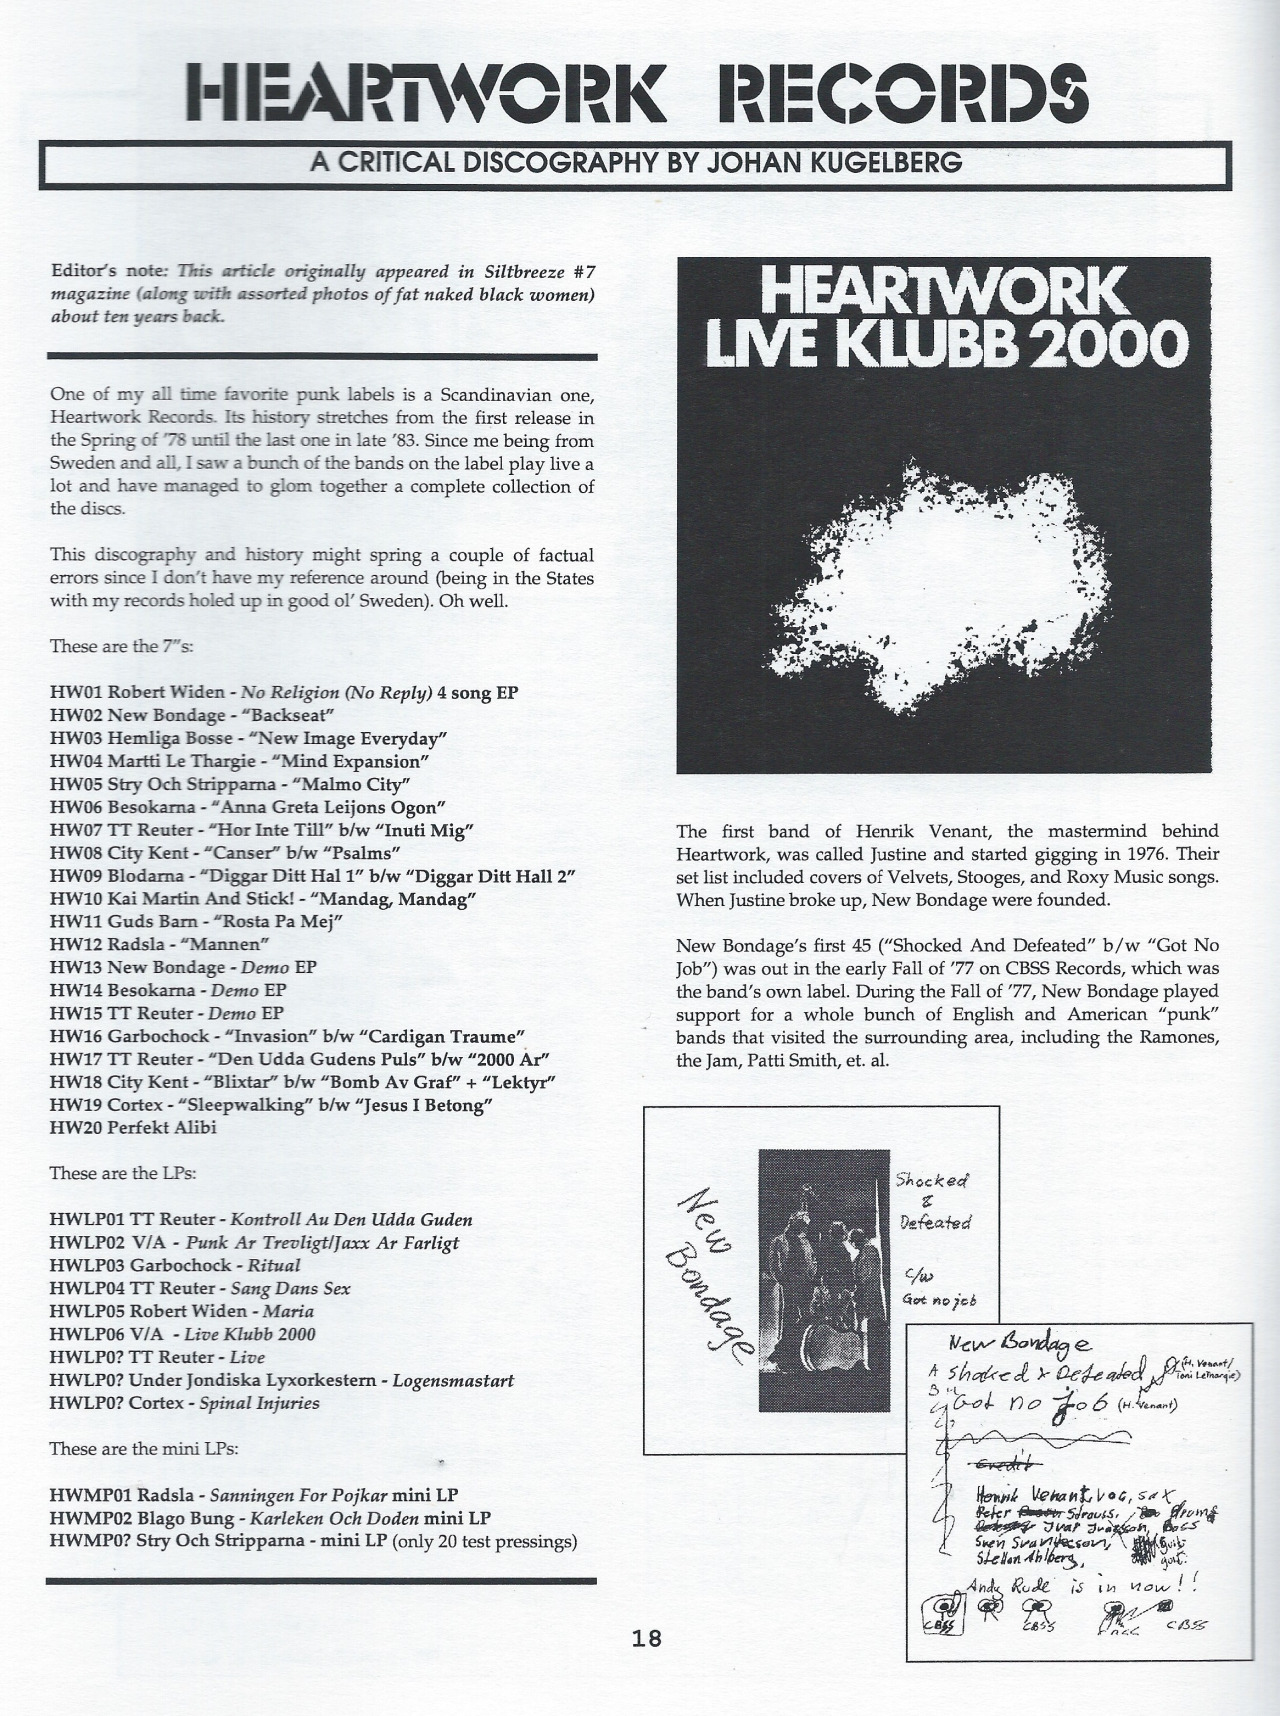 HEARTWORK RECORDS
A CRITICAL DISCOGRAPHY BY JOHAN KUGELBERG
Editor's note: This article originally appeared in Siltbreeze #7
magazine (along with assorted photos of fat naked black women)
about ten years back.
One of my all time favorite punk labels is a Scandinavian one,
Heartwork Records. Its history stretches from the first release in
the Spring of '78 until the last one in late '83. Since me being from
Sweden and all, I saw a bunch of the bands on the label play live a
lot and have managed to glom together a complete collection of
the discs.
This discography and history might spring a couple of factual
errors since I don't have my reference around (being in the States
with my records holed up in good ol' Sweden). Oh well.
These are the 7"s:
HW01 Robert Widen - No Religion (No Reply) 4 song EP
HW02 New Bondage - "Backseat"
HW03 Hemliga Bosse - "New Image Everyday"
HW04 Martti Le Thargie - "Mind Expansion"
HW05 Stry Och Stripparna - "Malmo City"
HW06 Besokarna - "Anna Greta Leijons Ogon"
HW07 TT Reuter - "Hor Inte Till" b/w "Inuti Mig"
HW08 City Kent - "Canser" b/w "Psalms"
HW09 Blodarna - "Diggar Ditt Hal 1" b/w "Diggar Ditt Hall 2"
HW10 Kai Martin And Stick! - "Mandag, Mandag"
HW11 Guds Barn - "Rosta Pa Mej"
HW12 Radsla - "Mannen"
HW13 New Bondage - Demo EP
HW14 Besokarna - Demo EP
HW15 TT Reuter - Demo EP
HW16 Garbochock - "Invasion" b/w "Cardigan Traume"
HW17 TT Reuter - "Den Udda Gudens Puls" b/w "2000 Ar"
HW18 City Kent - "Blixtar" b/w "Bomb Av Graf" + "Lektyr"
HW19 Cortex - "Sleepwalking" b/w "Jesus I Betong"
HW20 Perfekt Alibi
These are the LPs:
HWLP01 TT Reuter - Kontroll Au Den Udda Guden
HWLP02 V/A - Punk Ar Trevligt/Jaxx Ar Farligt
HWLP03 Garbochock - Ritual
HWLP04 TT Reuter - Sang Dans Sex
HWLP05 Robert Widen - Maria
HWLP06 V/A - Live Klubb 2000
HWLP0? TT Reuter - Live
HWLP0? Under Jondiska Lyxorkestern - Logensmastart
HWLP0? Cortex - Spinal Injuries
These are the mini LPs:
HWMP01 Radsla - Sanningen For Pojkar mini LP
HWMP02 Blago Bung - Karleken Och Doden mini LP
HWMP0? Stry Och Stripparna - mini LP (only 20 test pressings)
HEARTWORK
LIVE KLUBB 2000
The first band of Henrik Venant, the mastermind behind
Heartwork, was called Justine and started gigging in 1976. Their
set list included covers of Velvets, Stooges, and Roxy Music songs.
When Justine broke up, New Bondage were founded.
New Bondage's first 45 ("Shocked And Defeated" b/w "Got No
Job") was out in the early Fall of '77 on CBSS Records, which was
the band's own label. During the Fall of '77, New Bondage played
support for a whole bunch of English and American "punk"
bands that visited the surrounding area, including the Ramones,
the Jam, Patti Smith, et. al.
New
Bondage
Shocked
&
Defeated
c/w
Got no job
New Bondage
A Shocked & Defeated (H. Venant/
B Got no job (H. Venant)
Credit
Henrik Venant, voc, sax
Peter Strauss, Drums
Ivar Bass
Sven
Ahlberg,
Andy Rude is in now!!
CBSS CBSS CBSS
18